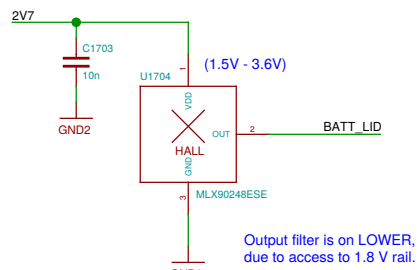 2V7
C1703
10n
GND2
(1.5V - 3.6V)
U1704
1
VDD
OUT
2
BATT_LID
HALL
GND
3
MLX90248ESE
Output filter is on LOWER,
due to access to 1.8 V rail.